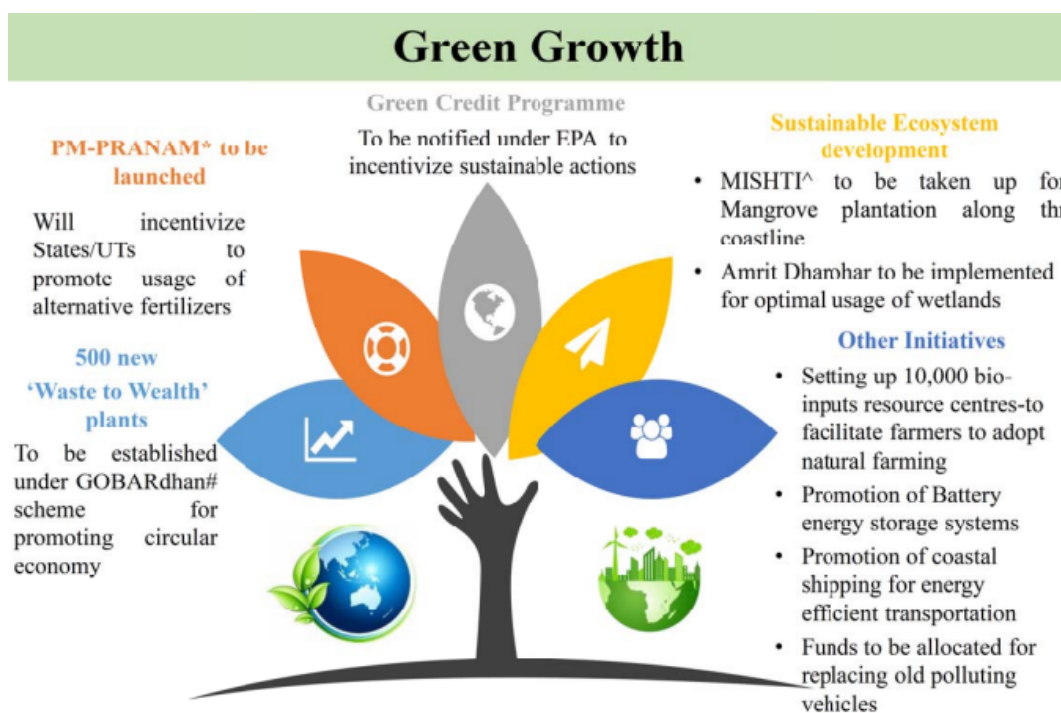 Green Growth
Green Credit Programme
To be notified under EPA to
incentivize sustainable actions
PM-PRANAM* to be
launched
Will incentivize
States/UTs to
promote usage of
alternative fertilizers
500 new
‘Waste to Wealth’
plants
To be established
under GOBARdhan#
scheme for
promoting circular
economy
Sustainable Ecosystem
development
• MISHTI^ to be taken up for
Mangrove plantation along
coastline
• Amrit Dharohar to be implemented
for optimal usage of wetlands
Other Initiatives
• Setting up 10,000 bio-
inputs resource centres-to
facilitate farmers to adopt
natural farming
• Promotion of Battery
energy storage systems
• Promotion of coastal
shipping for energy
efficient transportation
• Funds to be allocated for
replacing old polluting
vehicles